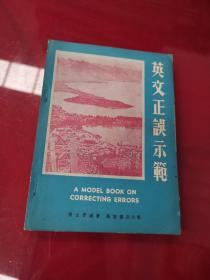 英文正誤示範
A MODEL BOOK ON
CORRECTING ERRORS